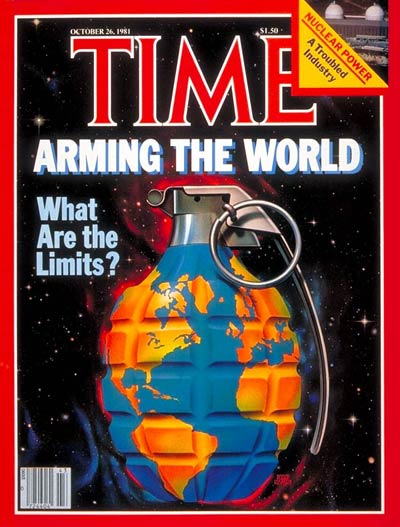 OCTOBER 26, 1981
$1.50
NUCLEAR POWER
A Troubled
Industry
TIME
ARMING THE WORLD
What
Are the
Limits?